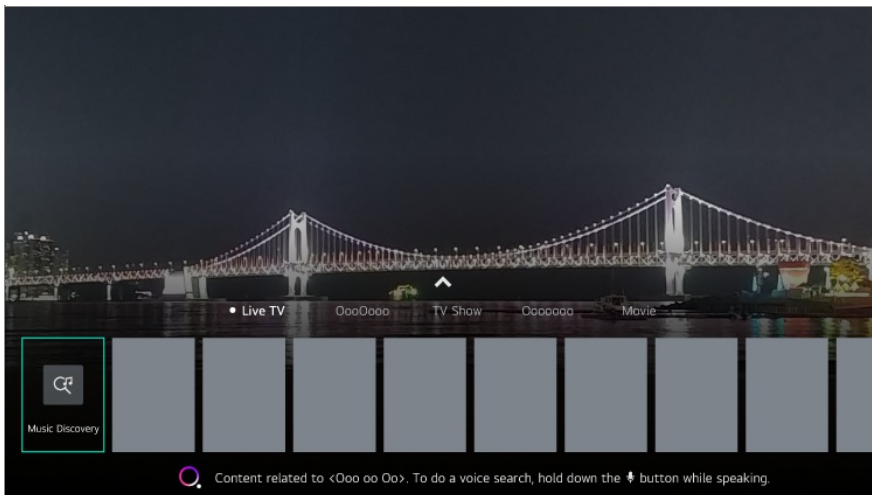 Live TV
OooOooo
TV Show
Ooooooo
Movie
Music Discovery
Content related to <Ooo oo Oo>. To do a voice search, hold down the button while speaking.